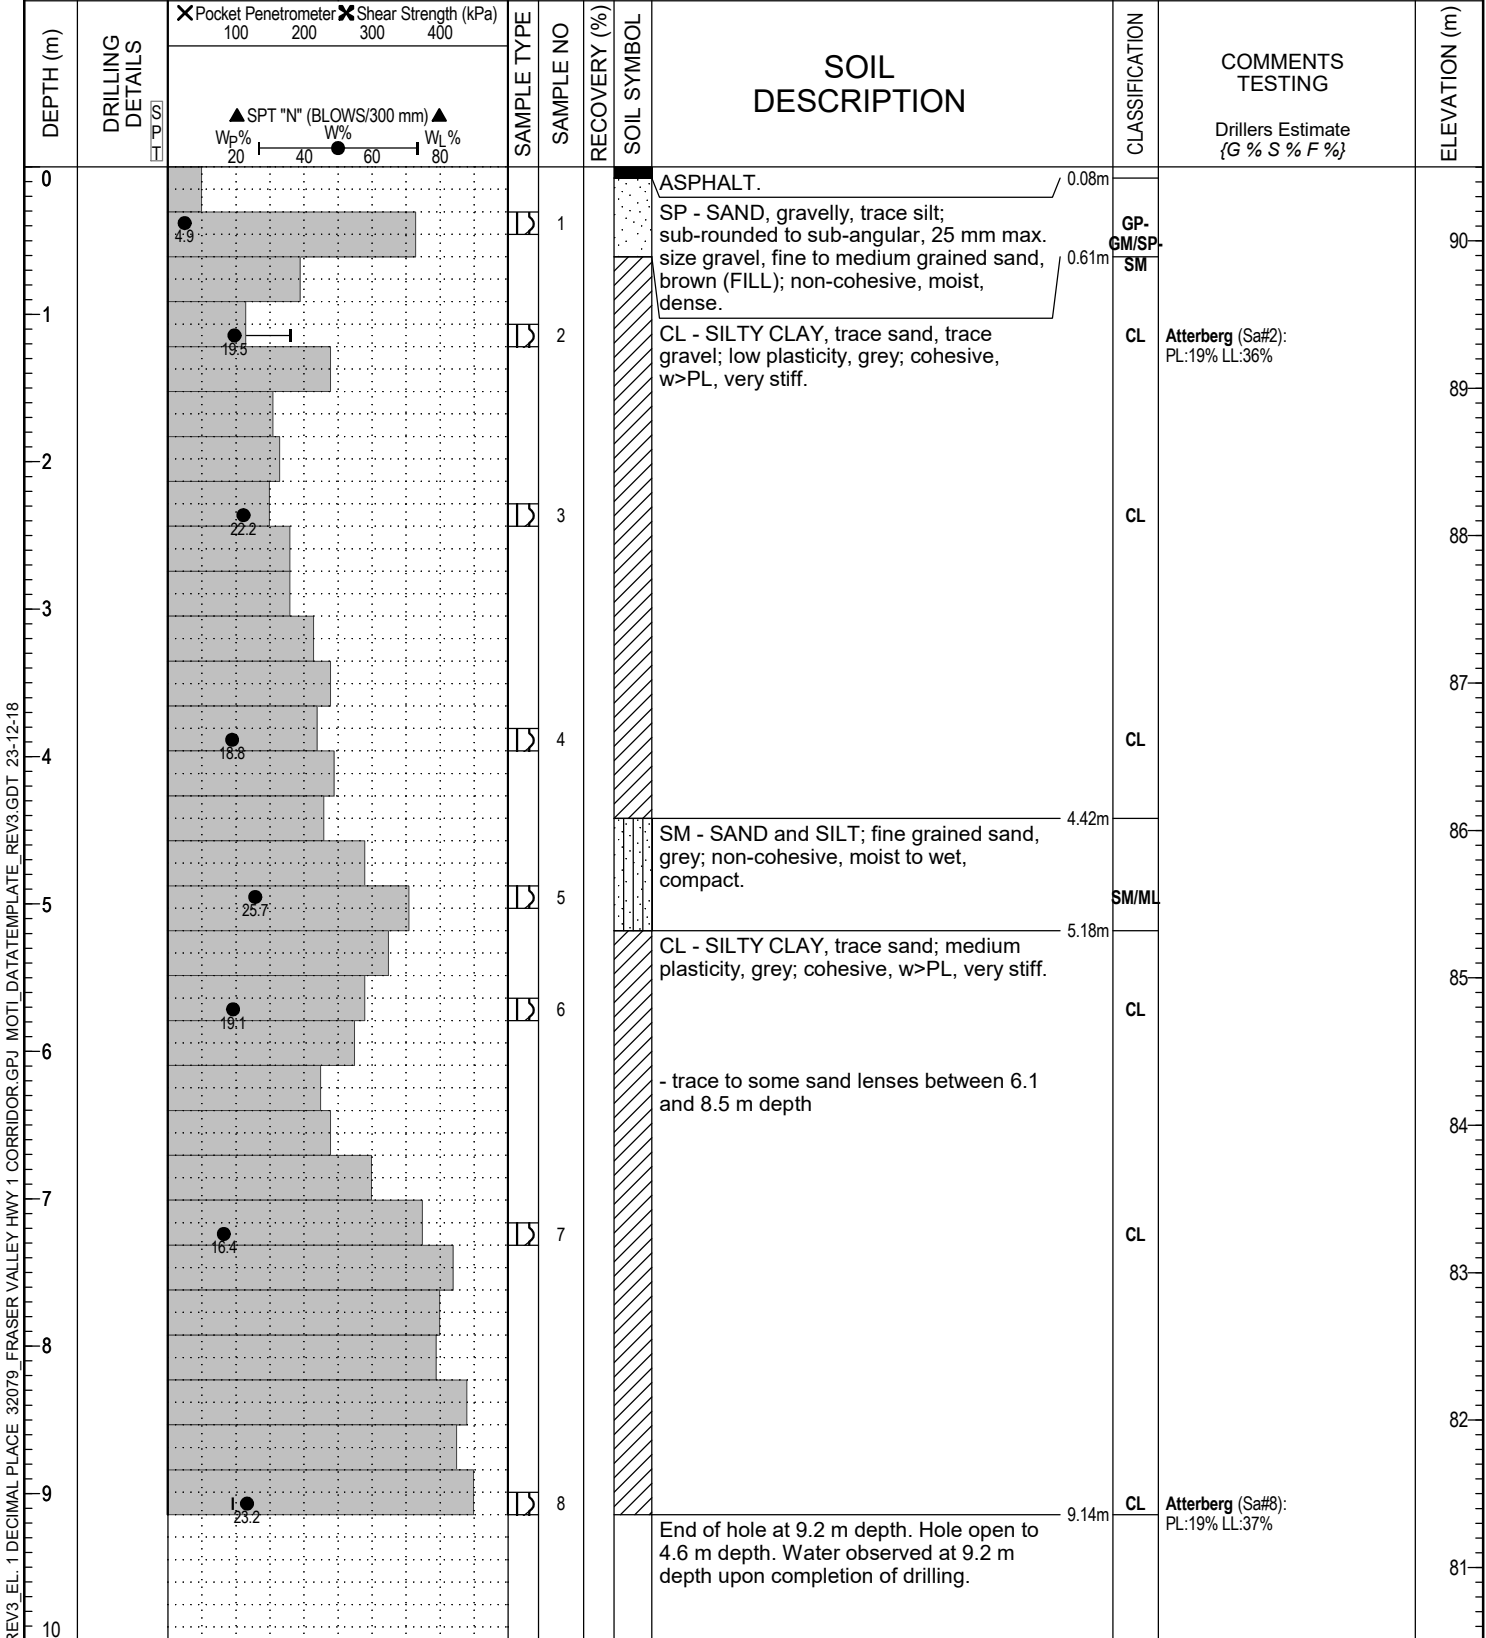 DEPTH (m)
DRILLING
DETAILS
SPT
Pocket Penetrometer Shear Strength (kPa)
100 200 300 400
SPT "N" (BLOWS/300 mm)
WP% W% WL%
20 40 60 80
SAMPLE TYPE
SAMPLE NO
RECOVERY (%)
SOIL SYMBOL
SOIL
DESCRIPTION
CLASSIFICATION
COMMENTS
TESTING
Drillers Estimate
{G % S % F %}
ELEVATION (m)
0
ASPHALT.
0.08m
4.9
1
SP - SAND, gravelly, trace silt;
sub-rounded to sub-angular, 25 mm max.
size gravel, fine to medium grained sand,
brown (FILL); non-cohesive, moist,
dense.
0.61m
GP-
GM/SP-
SM
90
1
19.5
2
CL - SILTY CLAY, trace sand, trace
gravel; low plasticity, grey; cohesive,
w>PL, very stiff.
CL
Atterberg (Sa#2):
PL:19% LL:36%
89
2
22.2
3
CL
88
3
87
18.8
4
CL
4
4.42m
86
SM - SAND and SILT; fine grained sand,
grey; non-cohesive, moist to wet,
compact.
5
25.7
5
SM/ML
5.18m
CL - SILTY CLAY, trace sand; medium
plasticity, grey; cohesive, w>PL, very stiff.
85
19.1
6
CL
6
- trace to some sand lenses between 6.1
and 8.5 m depth
84
7
16.4
7
CL
83
8
82
9
23.2
8
CL
Atterberg (Sa#8):
PL:19% LL:37%
9.14m
End of hole at 9.2 m depth. Hole open to
4.6 m depth. Water observed at 9.2 m
depth upon completion of drilling.
81
10
REV3_EL. 1 DECIMAL PLACE 32079_FRASER VALLEY HWY 1 CORRIDOR.GPJ MOTI_DATATEMPLATE_REV3.GDT 23-12-18